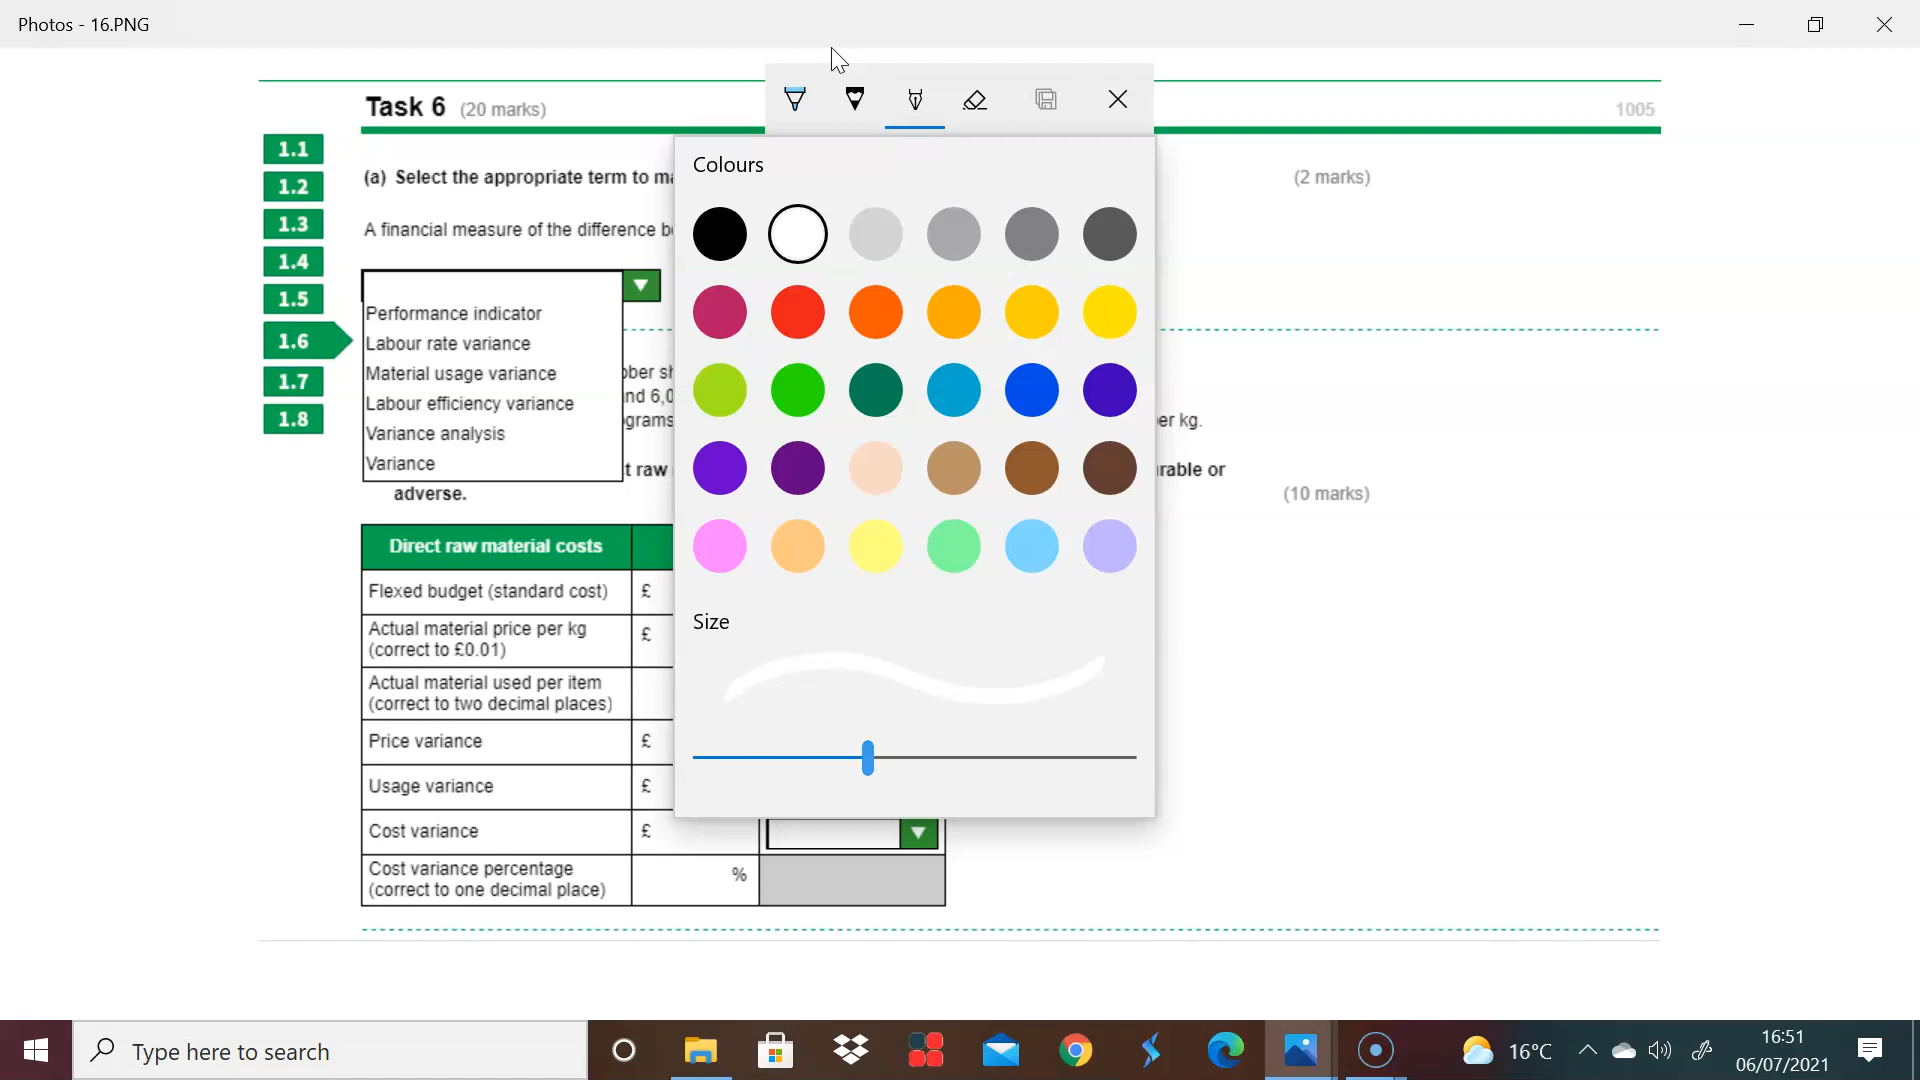 Photos - 16.PNG
Task 6 (20 marks)
1005
1.1
1.2
1.3
1.4
1.5
1.6
1.7
1.8
(a) Select the appropriate term to
(2 marks)
A financial measure of the difference
Performance indicator
Labour rate variance
Material usage variance
Labour efficiency variance
Variance analysis
Variance
per kg.
t raw
or
adverse.
(10 marks)
Direct raw material costs
Flexed budget (standard cost) £
Actual material price per kg
(correct to £0.01) £
Actual material used per item
(correct to two decimal places)
Price variance £
Usage variance £
Cost variance £
Cost variance percentage
(correct to one decimal place) %
Colours
Size
Type here to search
16°C
16:51
06/07/2021